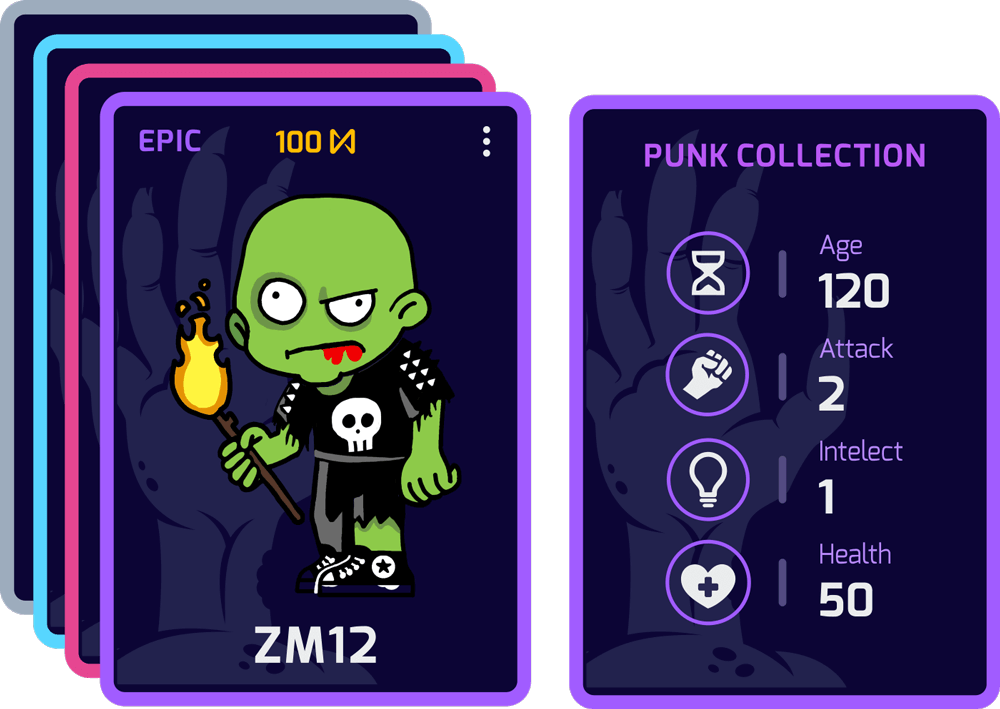 EPIC
100
ZM12
PUNK COLLECTION
Age
120
Attack
2
Intelect
1
Health
50